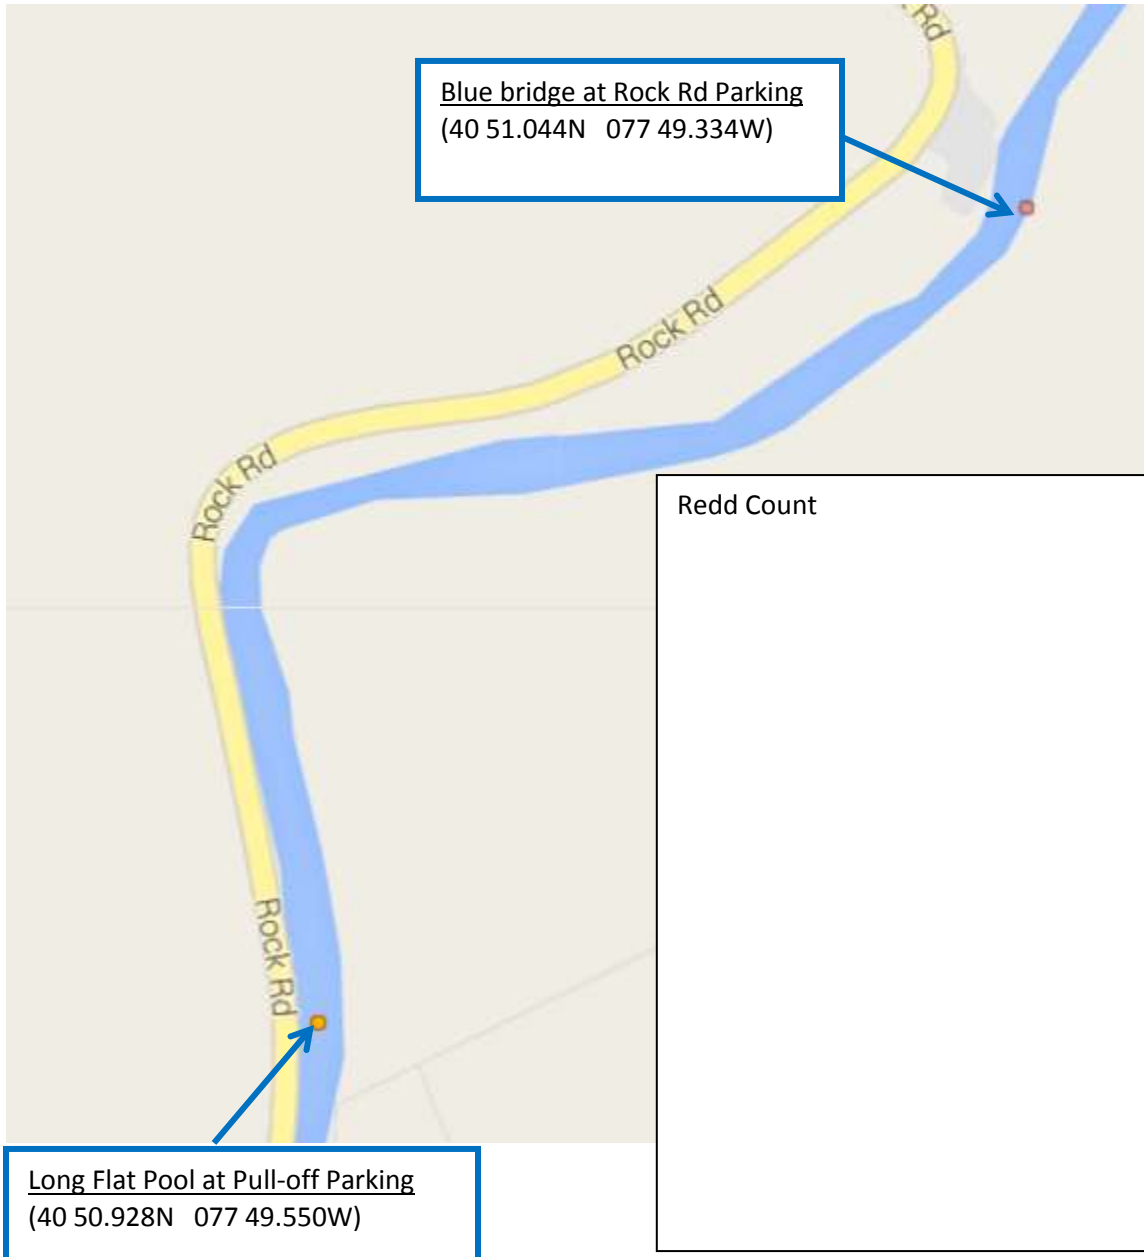 Rd
Blue bridge at Rock Rd Parking
(40 51.044N 077 49.334W)
Rock Rd
Rock Rd
Redd Count
Rock Rd
Long Flat Pool at Pull-off Parking
(40 50.928N 077 49.550W)